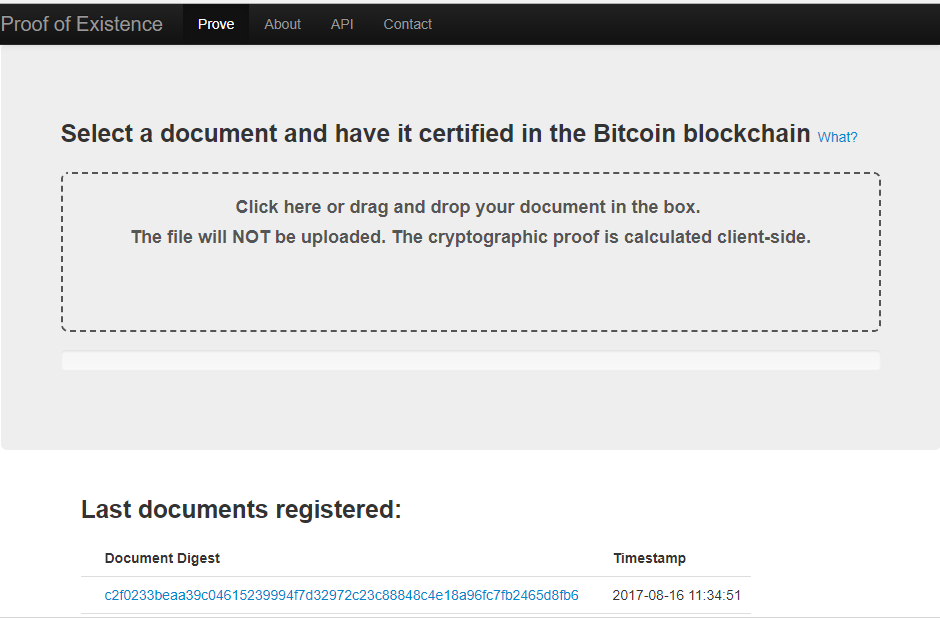 Proof of Existence Prove About API Contact
Select a document and have it certified in the Bitcoin blockchain What?
Click here or drag and drop your document in the box.
The file will NOT be uploaded. The cryptographic proof is calculated client-side.
Last documents registered:
Document Digest Timestamp
c2f0233beaa39c04615239994f7d32972c23c88848c4e18a96fc7fb2465d8fb6 2017-08-16 11:34:51